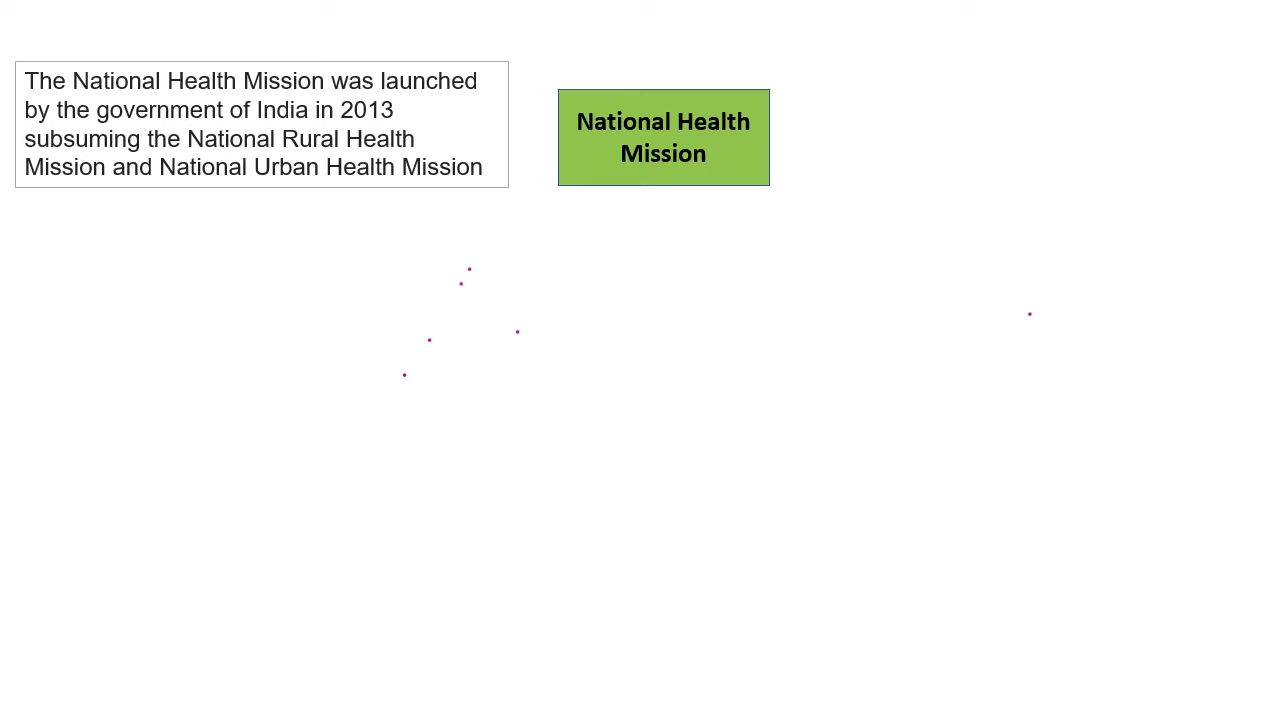 The National Health Mission was launched
by the government of India in 2013
subsuming the National Rural Health
Mission and National Urban Health Mission
National Health
Mission